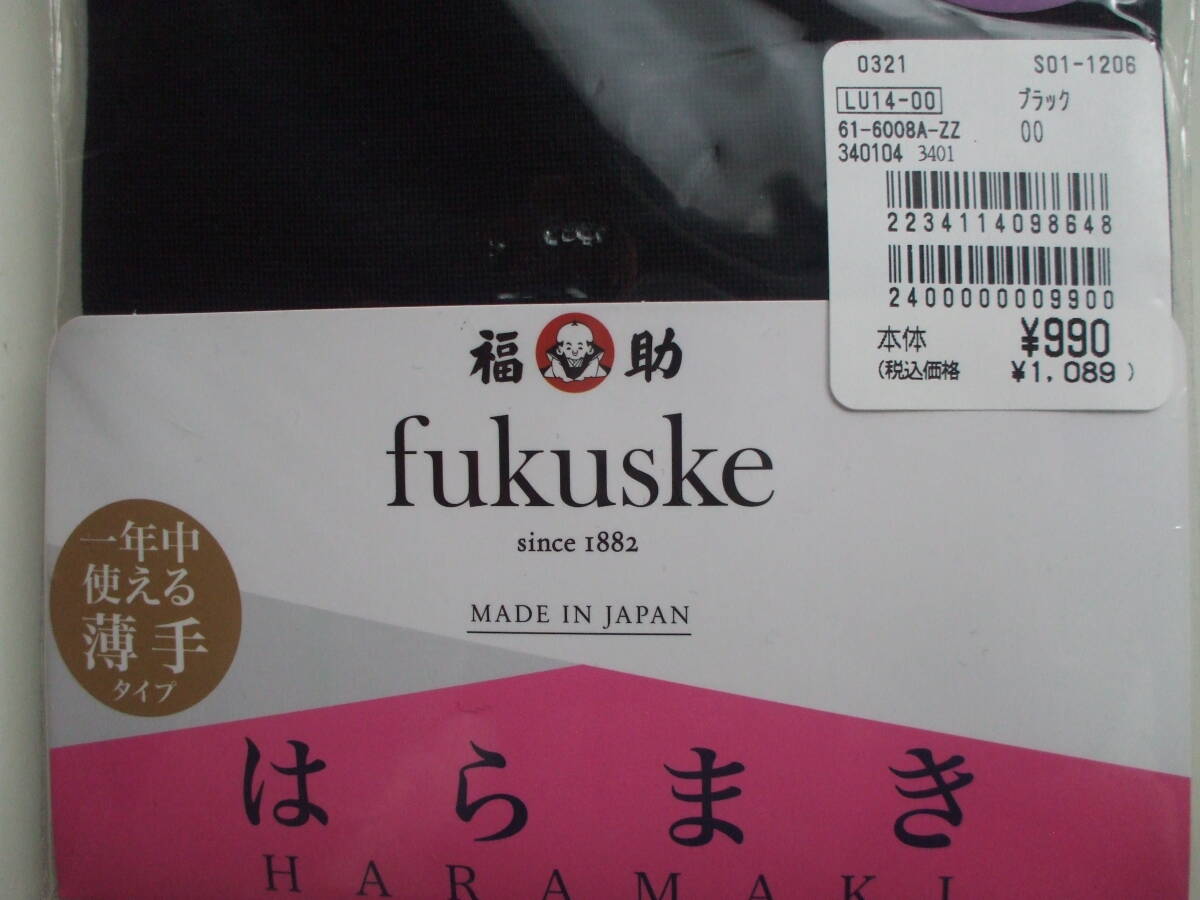 0321 S01-1206
LU14-00 ブラック
61-6008A-ZZ 00
340104 3401
2234114098648
2400000009900
本体 ¥990
(税込価格 ¥1,089)
福助
fukuske
since 1882
MADE IN JAPAN
一年中
使える
薄手
タイプ
はらまき
HARAMAKI